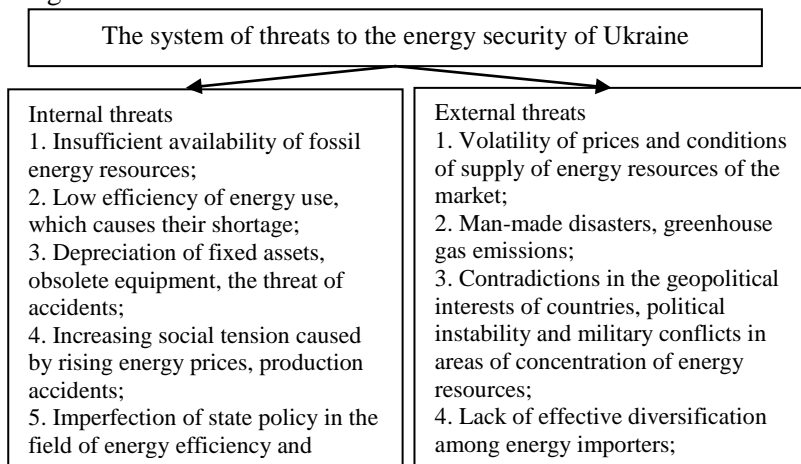 The system of threats to the energy security of Ukraine
Internal threats
1. Insufficient availability of fossil
energy resources;
2. Low efficiency of energy use,
which causes their shortage;
3. Depreciation of fixed assets,
obsolete equipment, the threat of
accidents;
4. Increasing social tension caused
by rising energy prices, production
accidents;
5. Imperfection of state policy in the
field of energy efficiency and
External threats
1. Volatility of prices and conditions
of supply of energy resources of the
market;
2. Man-made disasters, greenhouse
gas emissions;
3. Contradictions in the geopolitical
interests of countries, political
instability and military conflicts in
areas of concentration of energy
resources;
4. Lack of effective diversification
among energy importers;